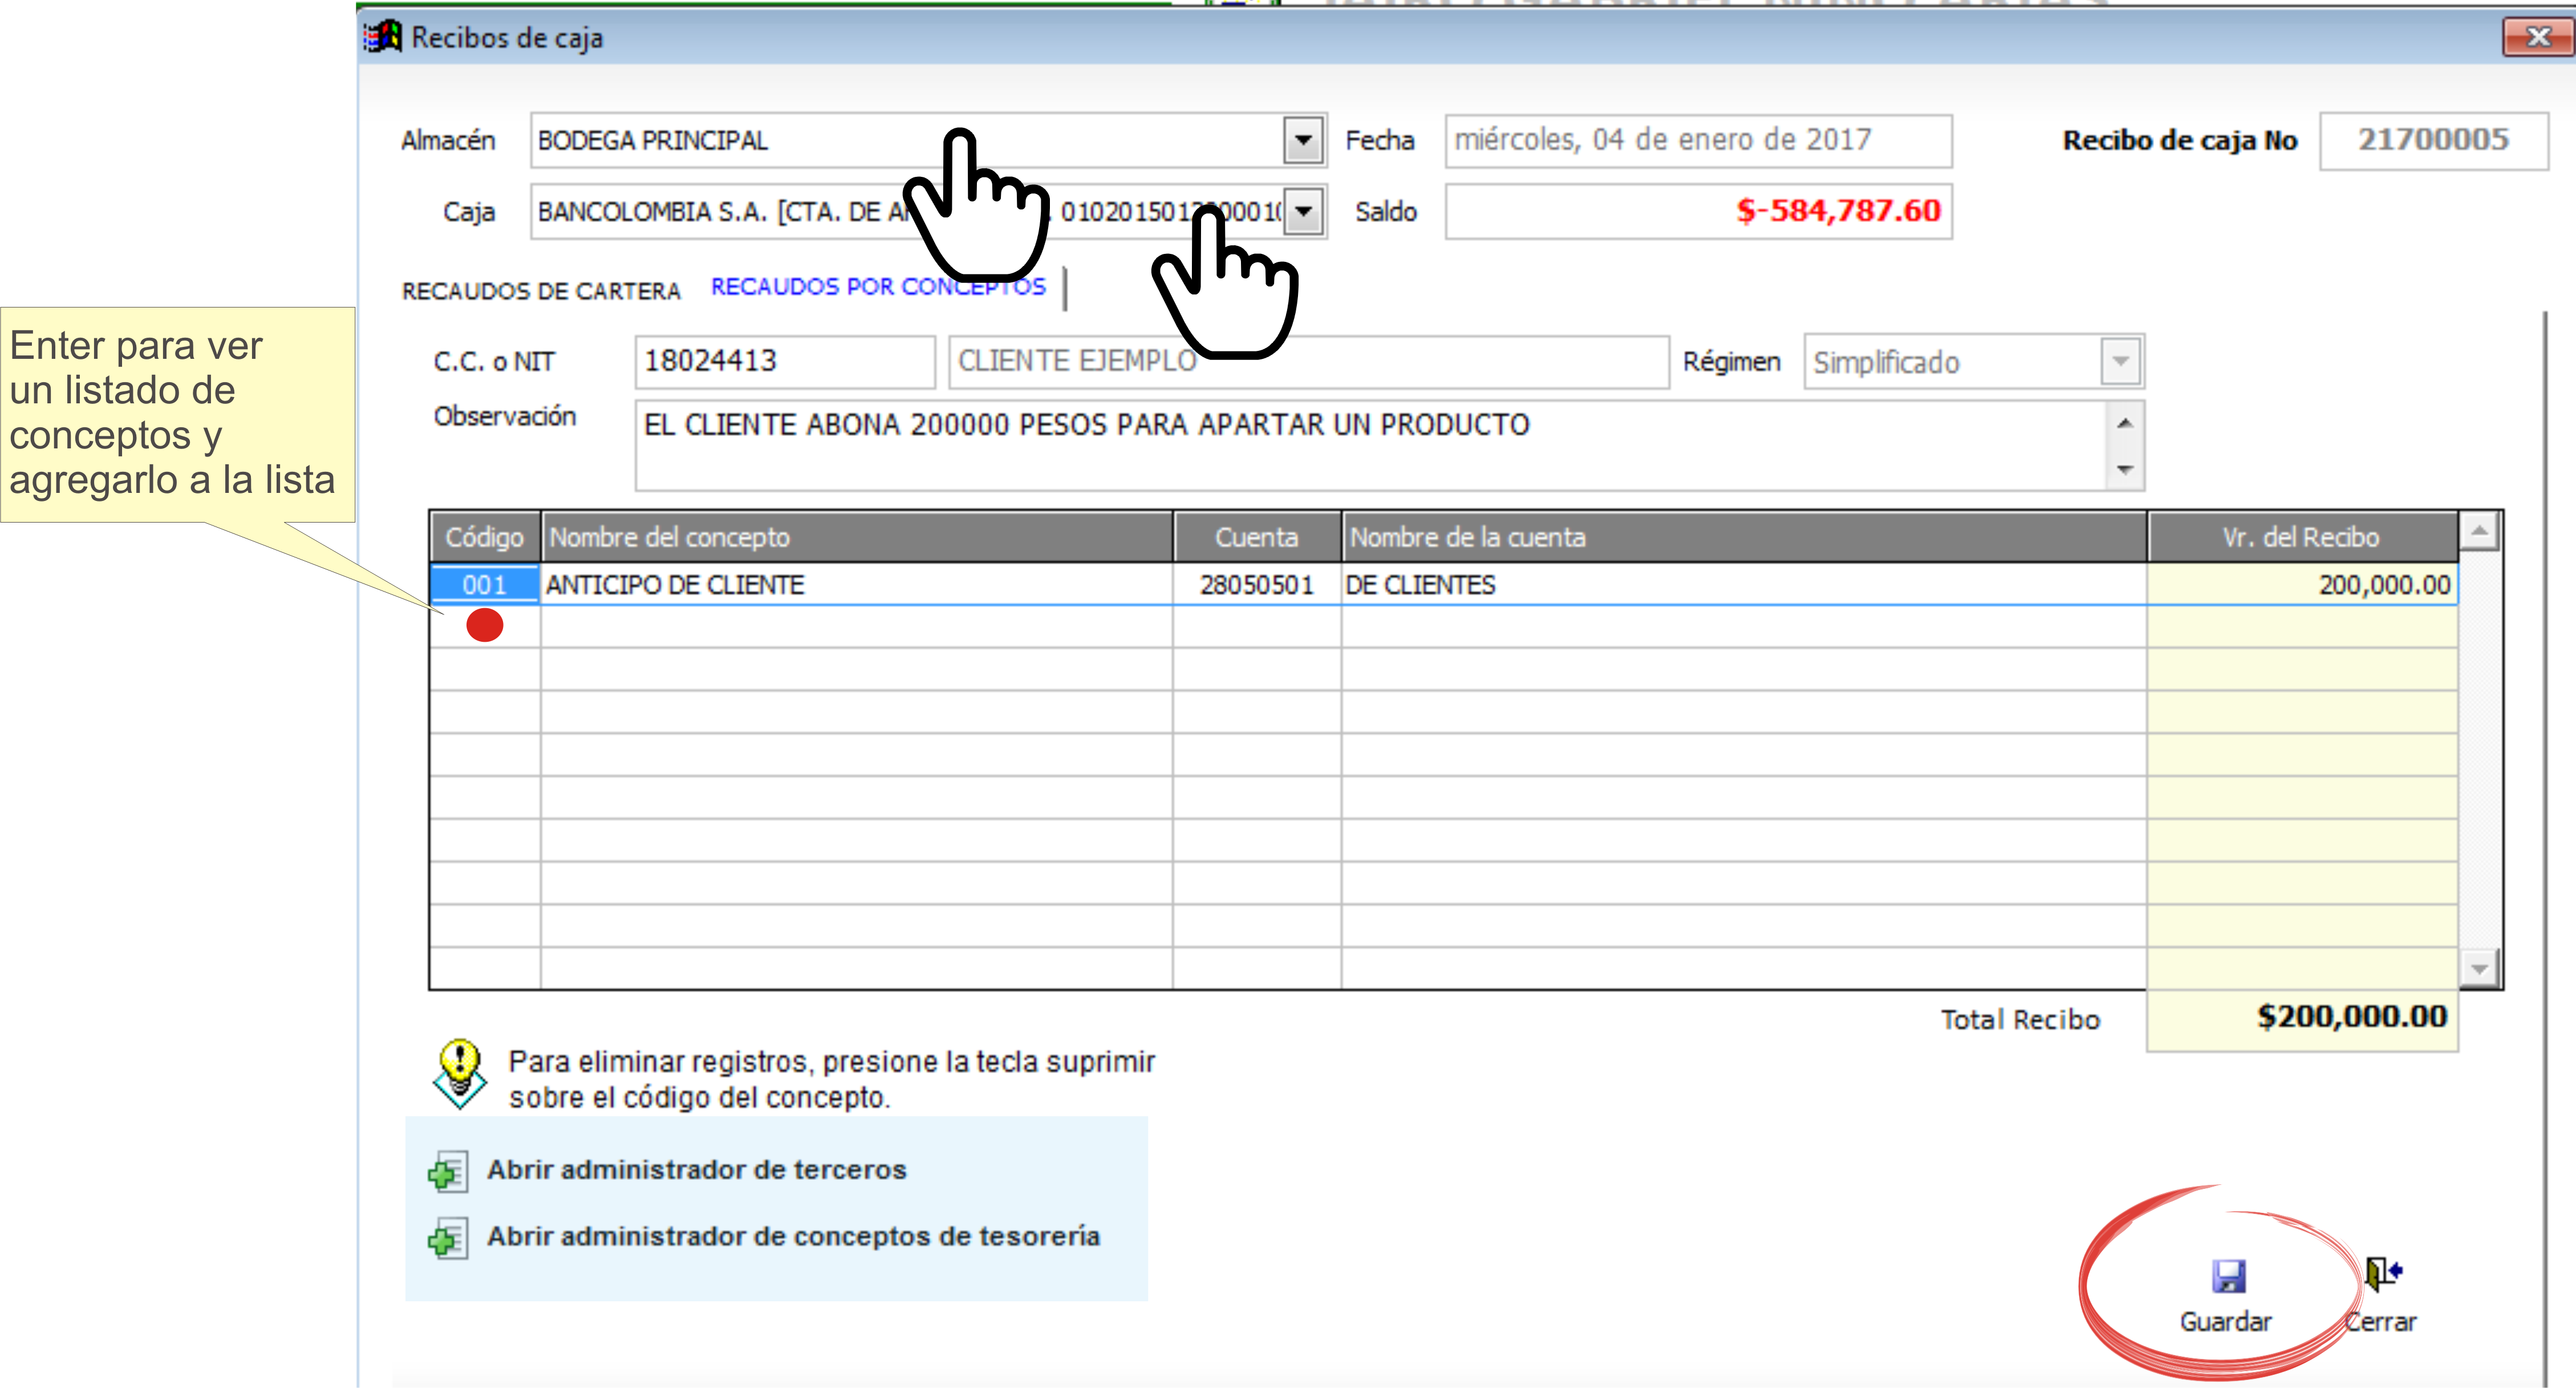 Recibos de caja
Almacén BODEGA PRINCIPAL Fecha miércoles, 04 de enero de 2017 Recibo de caja No 21700005
Caja BANCOLOMBIA S.A. [CTA. DE Saldo $-584,787.60
RECAUDOS DE CARTERA RECAUDOS POR CONCEPTOS
Enter para ver
un listado de
conceptos y
agregarlo a la lista
C.C. o NIT 18024413 CLIENTE EJEMPLO Régimen Simplificado
Observación EL CLIENTE ABONA 200000 PESOS PARA APARTAR UN PRODUCTO
Código Nombre del concepto Cuenta Nombre de la cuenta Vr. del Recibo
001 ANTICIPO DE CLIENTE 28050501 DE CLIENTES 200,000.00
Total Recibo $200,000.00
Para eliminar registros, presione la tecla suprimir
sobre el código del concepto.
Abrir administrador de terceros
Abrir administrador de conceptos de tesorería
Guardar Cerrar